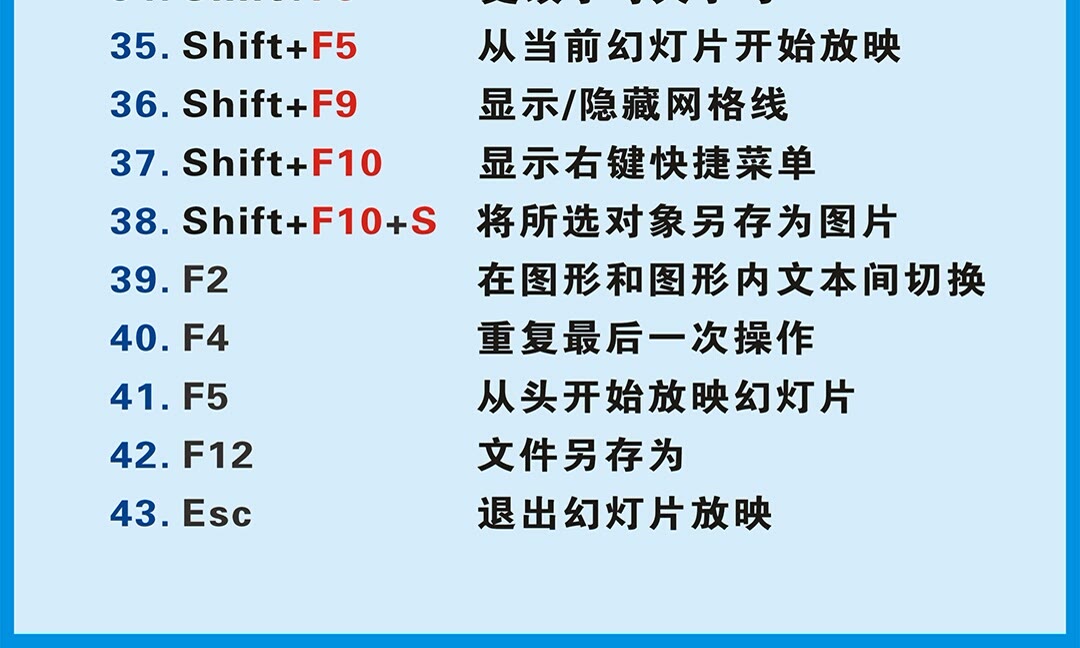 35. Shift+F5 从当前幻灯片开始放映
36. Shift+F9 显示/隐藏网格线
37. Shift+F10 显示右键快捷菜单
38. Shift+F10+S 将所选对象另存为图片
39. F2 在图形和图形内文本间切换
40. F4 重复最后一次操作
41. F5 从头开始放映幻灯片
42. F12 文件另存为
43. Esc 退出幻灯片放映